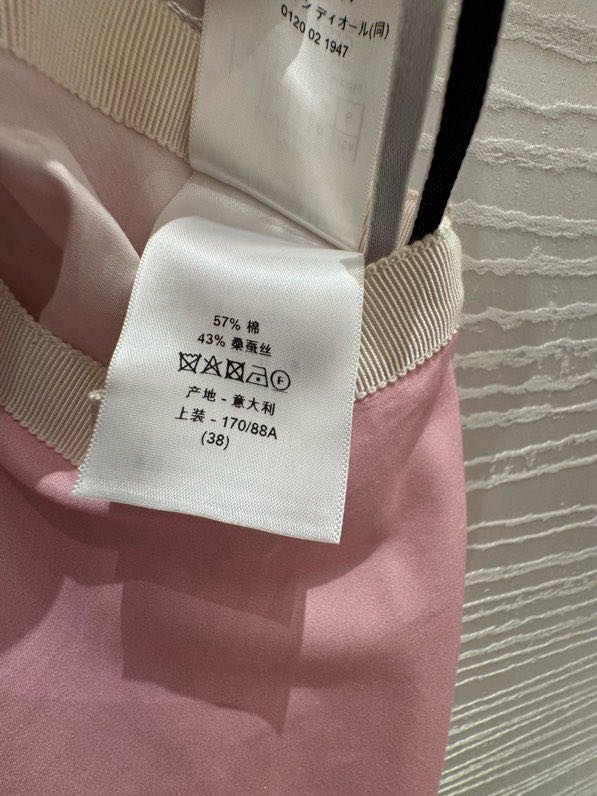 ン ディオール(同)
0120 02 1947
57% 棉
43% 桑蚕丝
产地 - 意大利
上装 - 170/88A
(38)